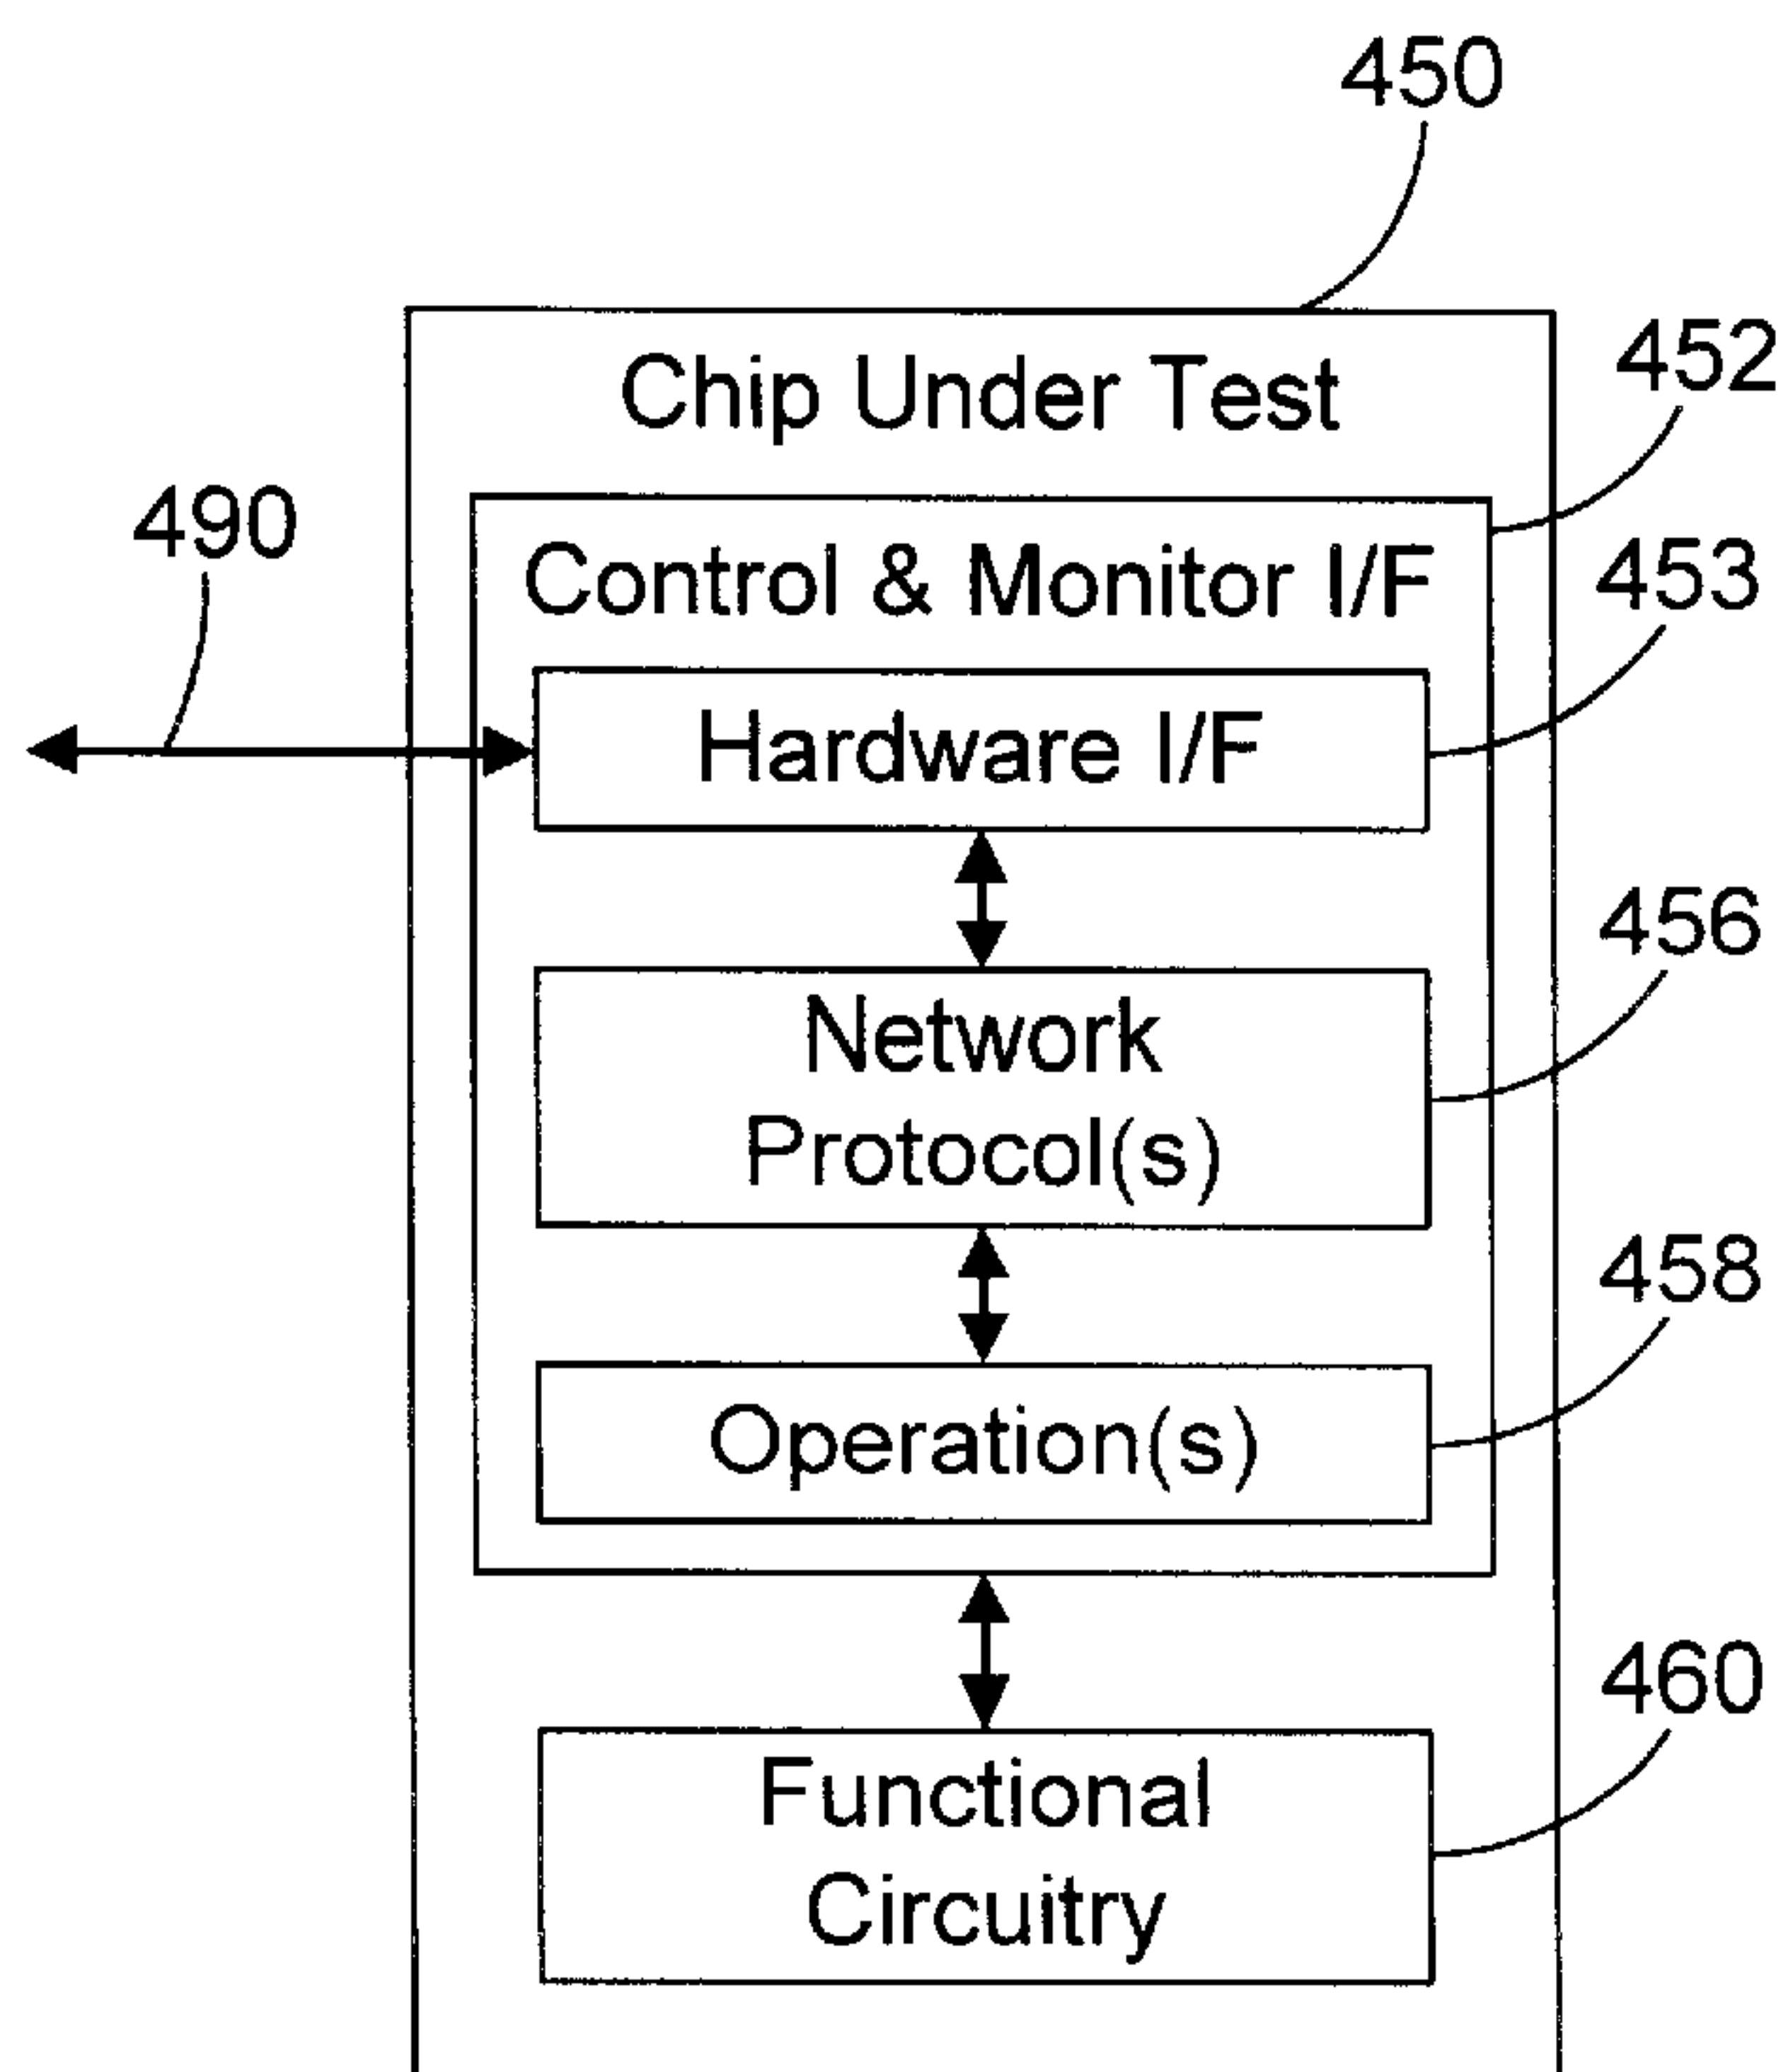 450
Chip Under Test
452
490
Control & Monitor I/F
453
Hardware I/F
456
Network
Protocol(s)
458
Operation(s)
460
Functional
Circuitry